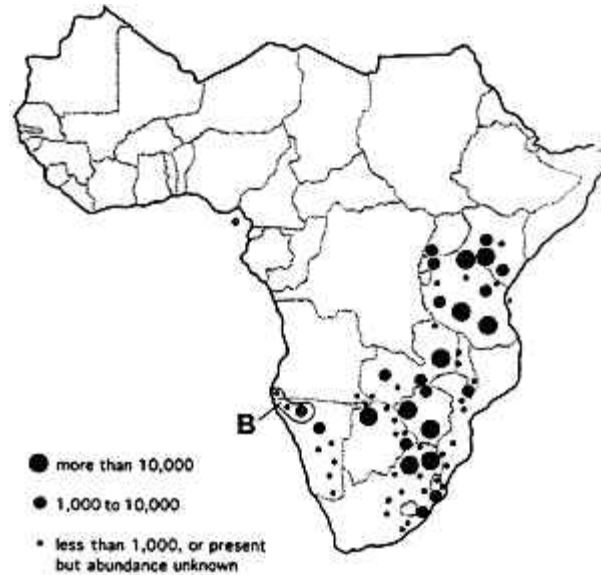 B
more than 10,000
1,000 to 10,000
less than 1,000, or present
but abundance unknown